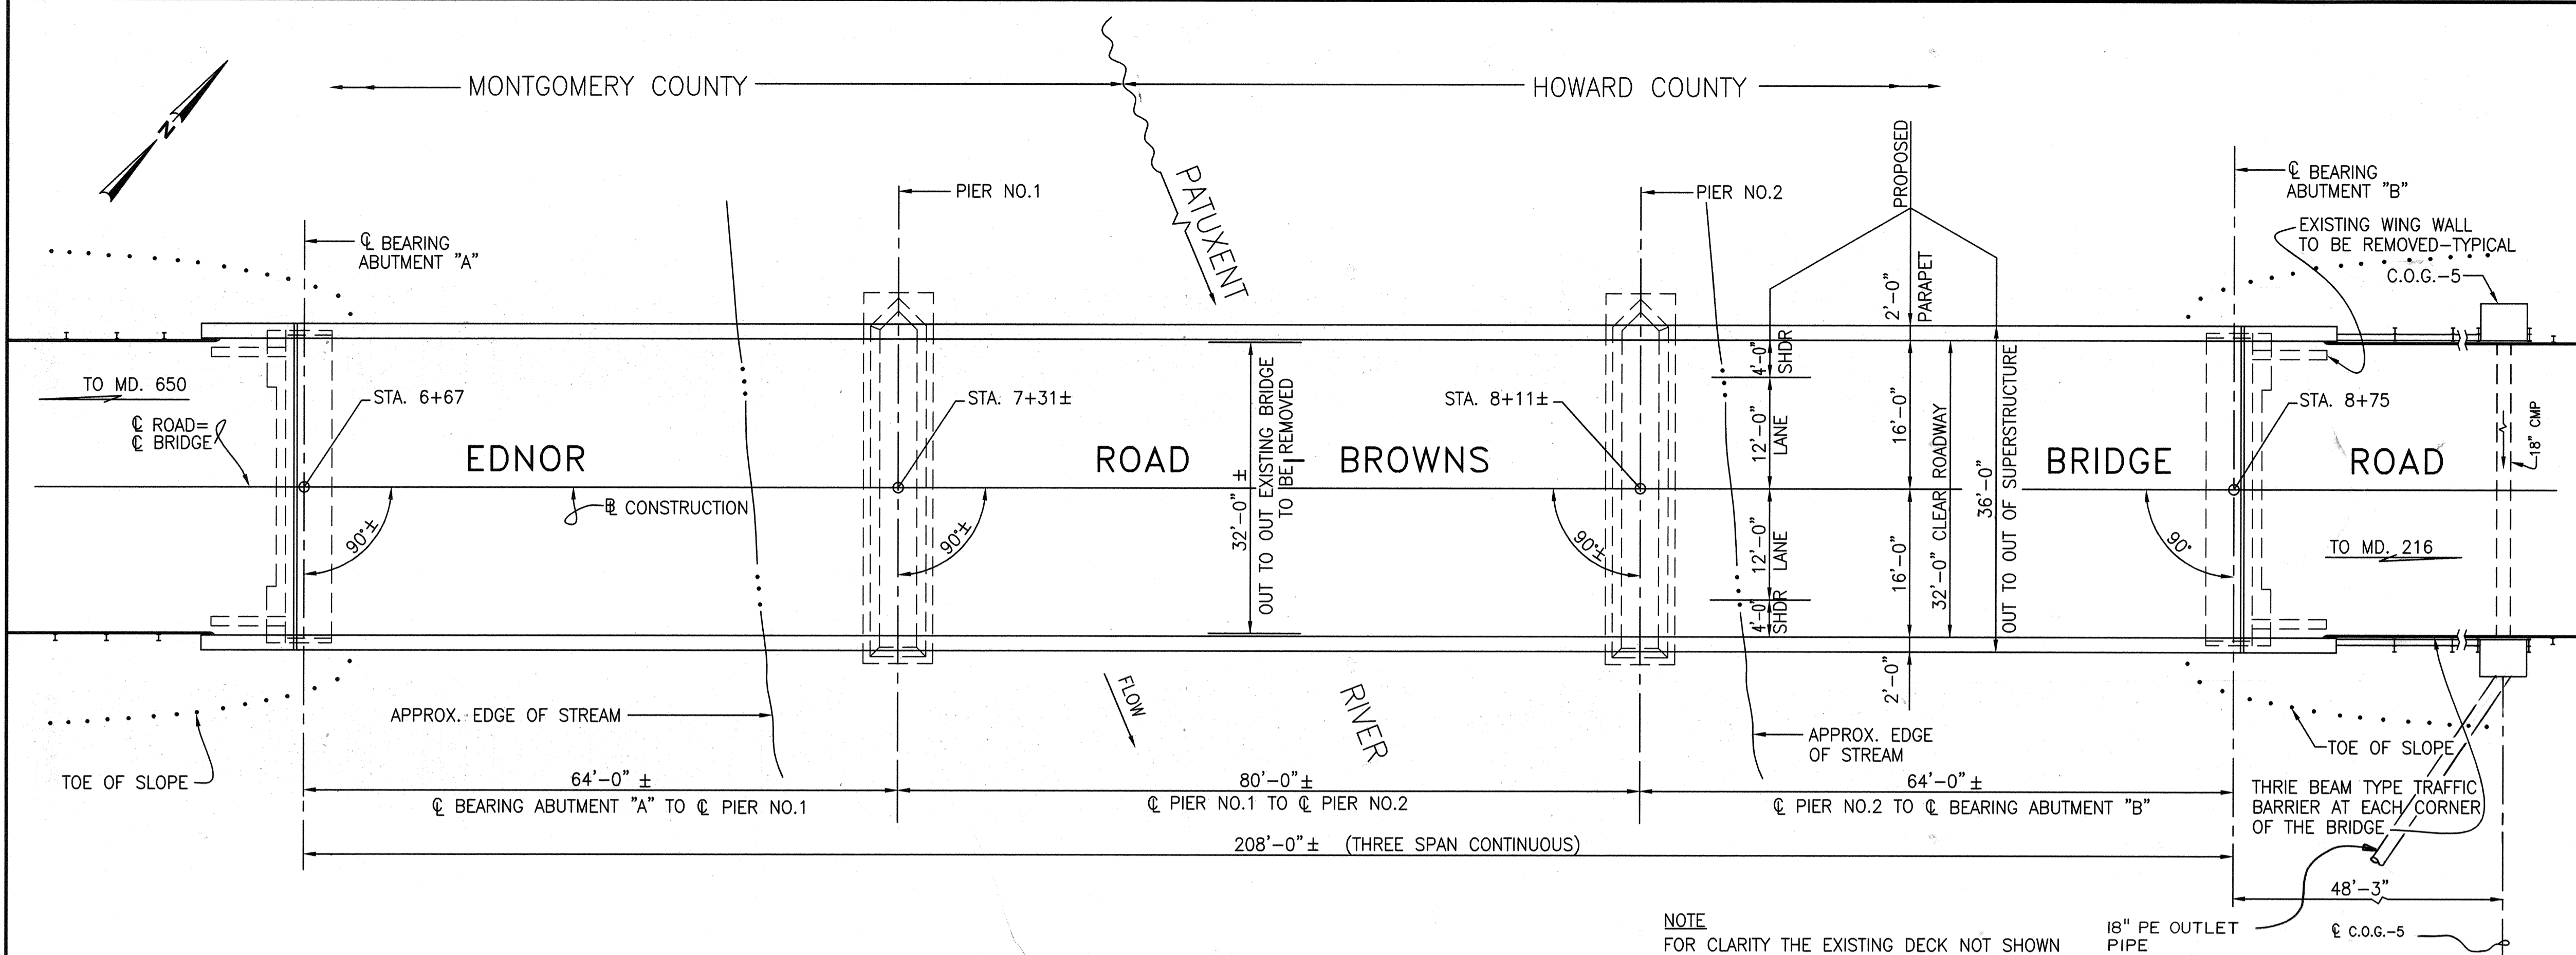 MONTGOMERY COUNTY
HOWARD COUNTY
N
PATUXENT
PROPOSED
PIER NO.1
PIER NO.2
℄ BEARING
ABUTMENT "B"
EXISTING WING WALL
TO BE REMOVED-TYPICAL
C.O.G.-5
℄ BEARING
ABUTMENT "A"
2'-0"
PARAPET
4'-0"
SHDR
TO MD. 650
℄ ROAD=
℄ BRIDGE
STA. 6+67
STA. 7+31±
STA. 8+11±
STA. 8+75
12'-0"
LANE
16'-0"
18" CMP
EDNOR ROAD - BROWNS BRIDGE ROAD
32'-0" ±
OUT TO OUT EXISTING BRIDGE
TO BE REMOVED
32'-0" CLEAR ROADWAY
36'-0"
OUT TO OUT OF SUPERSTRUCTURE
BL CONSTRUCTION
90°±
90°±
90°±
90°
12'-0"
LANE
16'-0"
TO MD. 216
4'-0"
SHDR
2'-0"
FLOW
RIVER
APPROX. EDGE OF STREAM
APPROX. EDGE
OF STREAM
TOE OF SLOPE
TOE OF SLOPE
64'-0" ±
℄ BEARING ABUTMENT "A" TO ℄ PIER NO.1
80'-0"±
℄ PIER NO.1 TO ℄ PIER NO.2
64'-0"±
℄ PIER NO.2 TO ℄ BEARING ABUTMENT "B"
THRIE BEAM TYPE TRAFFIC
BARRIER AT EACH CORNER
OF THE BRIDGE
208'-0"± (THREE SPAN CONTINUOUS)
48'-3"
NOTE
FOR CLARITY THE EXISTING DECK NOT SHOWN
18" PE OUTLET
PIPE
℄ C.O.G.-5